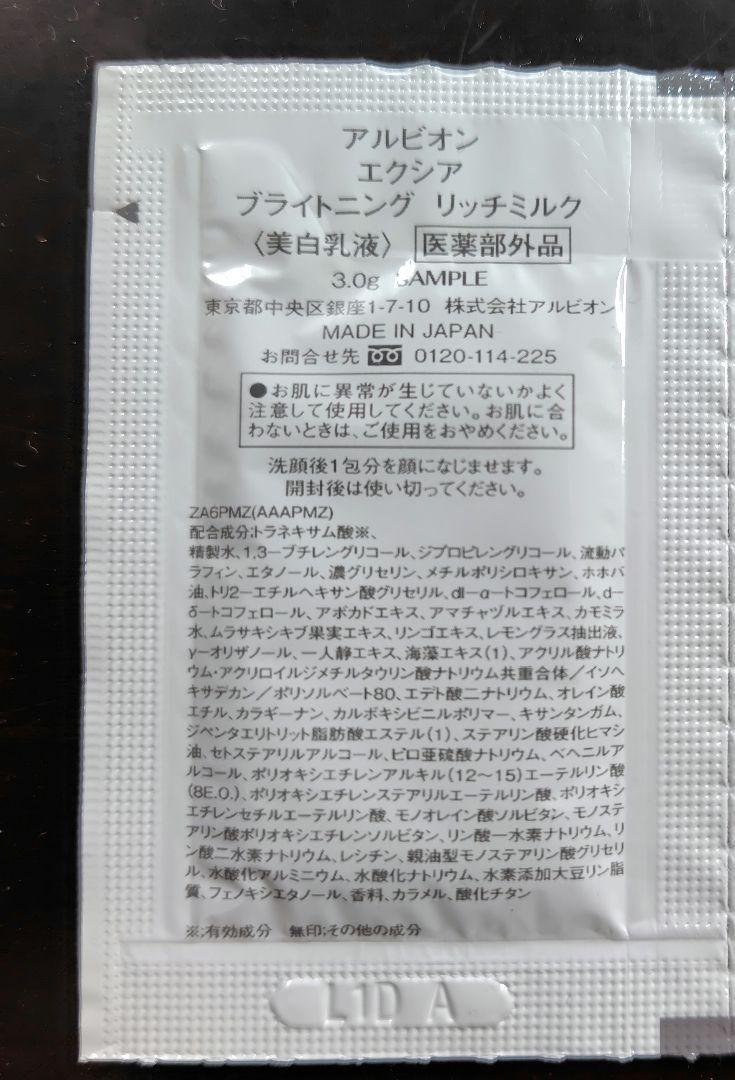 アルビオン
エクシア
ブライトニング リッチミルク
〈美白乳液〉 医薬部外品
3.0g SAMPLE
東京都中央区銀座1-7-10 株式会社アルビオン
MADE IN JAPAN
お問合せ先 0120-114-225
●お肌に異常が生じていないかよく
注意して使用してください。お肌に合
わないときは、ご使用をおやめください。
洗顔後1包分を顔になじませます。
開封後は使い切ってください。
ZA6PMZ(AAAPMZ)
配合成分:トラネキサム酸※、
精製水、1,3-ブチレングリコール、ジプロピレングリコール、流動パ
ラフィン、エタノール、濃グリセリン、メチルポリシロキサン、ホホバ
油、トリ2-エチルヘキサン酸グリセリル、dl-α-トコフェロール、d-
δ-トコフェロール、アボカドエキス、アマチャヅルエキス、カモミラ
水、ムラサキシキブ果実エキス、リンゴエキス、レモングラス抽出液、
γ-オリザノール、一人静エキス、海藻エキス(1)、アクリル酸ナトリ
ウム・アクリロイルジメチルタウリン酸ナトリウム共重合体/イソヘ
キサデカン/ポリソルベート80、エデト酸二ナトリウム、オレイン酸
エチル、カラギーナン、カルボキシビニルポリマー、キサンタンガム、
ジペンタエリトリット脂肪酸エステル(1)、ステアリン酸硬化ヒマシ
油、セトステアリルアルコール、ピロ亜硫酸ナトリウム、ベヘニルア
ルコール、ポリオキシエチレンアルキル(12～15)エーテルリン酸
(8E.O.)、ポリオキシエチレンステアリルエーテルリン酸、ポリオキシ
エチレンセチルエーテルリン酸、モノオレイン酸ソルビタン、モノステ
アリン酸ポリオキシエチレンソルビタン、リン酸一水素ナトリウム、リ
ン酸二水素ナトリウム、レシチン、親油型モノステアリン酸グリセリ
ル、水酸化アルミニウム、水酸化ナトリウム、水素添加大豆リン脂
質、フェノキシエタノール、香料、カラメル、酸化チタン
※:有効成分 無印:その他の成分
L1D A